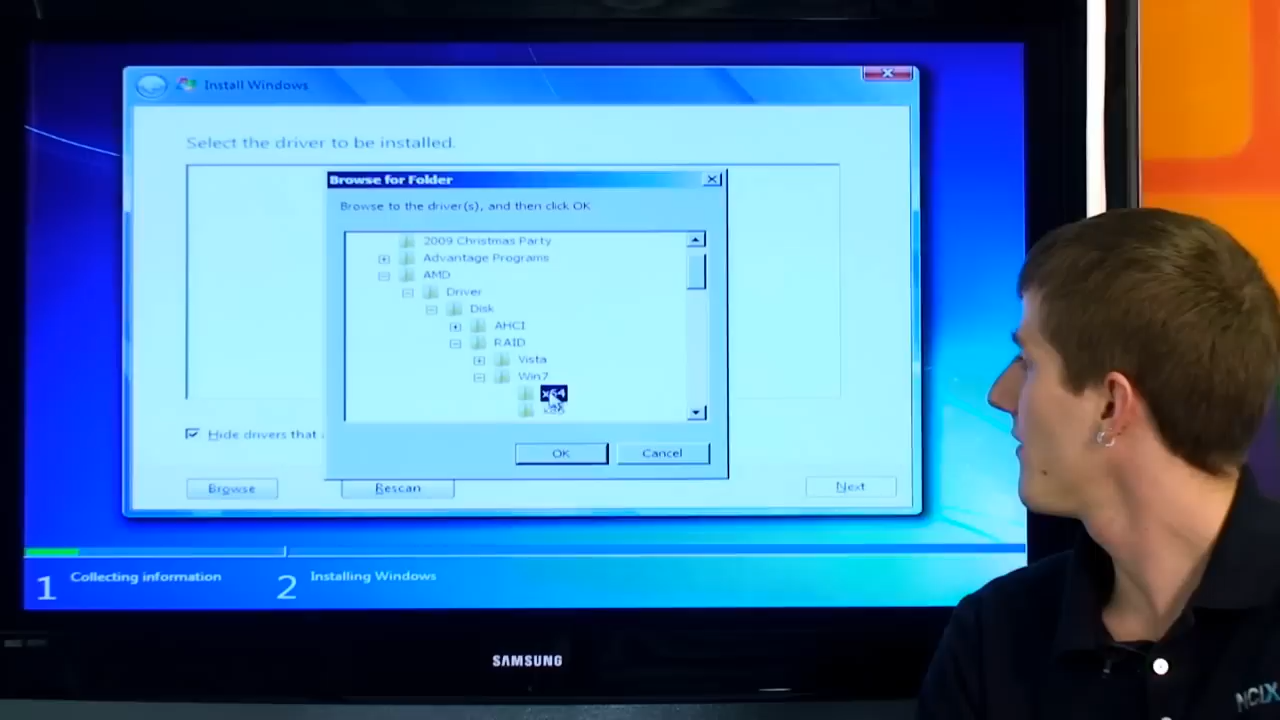 Install Windows
Select the driver to be installed.
Browse for Folder
Browse to the driver(s), and then click OK
2009 Christmas Party
Advantage Programs
AMD
Driver
Disk
AHCI
RAID
Vista
Win7
x64
x86
OK
Cancel
Hide drivers that
Browse
Rescan
Next
1 Collecting information
2 Installing Windows
SAMSUNG
NCIX